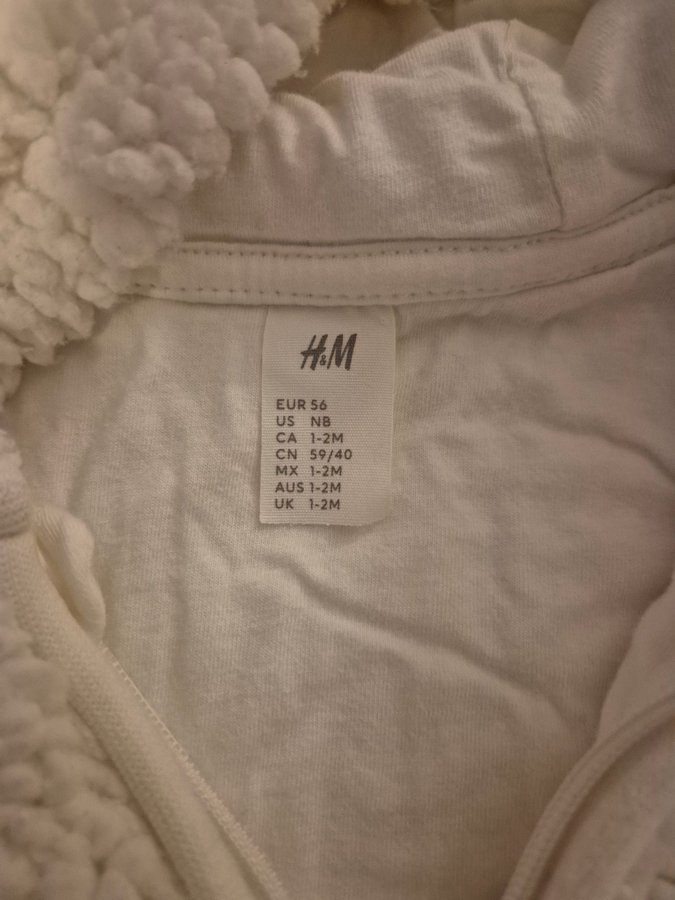 H&M
EUR 56
US NB
CA 1-2M
CN 59/40
MX 1-2M
AUS 1-2M
UK 1-2M